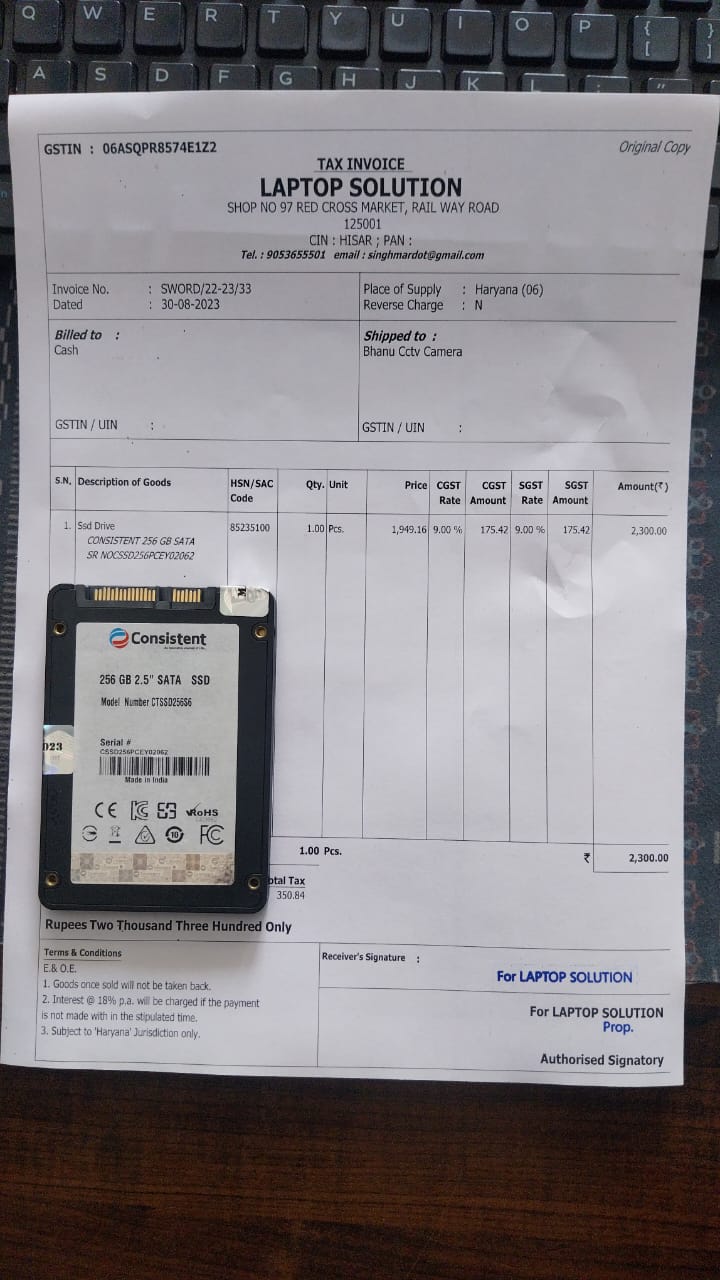 Q W E R T Y U I O P { [ } ]
A S D F G H J K L : ; "
GSTIN : 06ASQPR8574E1Z2
Original Copy
TAX INVOICE
LAPTOP SOLUTION
SHOP NO 97 RED CROSS MARKET, RAIL WAY ROAD
125001
CIN : HISAR ; PAN :
Tel. : 9053655501 email : singhmardot@gmail.com
Invoice No. : SWORD/22-23/33
Dated : 30-08-2023
Place of Supply : Haryana (06)
Reverse Charge : N
Billed to :
Cash
GSTIN / UIN :
Shipped to :
Bhanu Cctv Camera
GSTIN / UIN :
S.N. Description of Goods HSN/SAC Code Qty. Unit Price CGST Rate CGST Amount SGST Rate SGST Amount Amount(₹)
1. Ssd Drive 85235100 1.00 Pcs. 1,949.16 9.00 % 175.42 9.00 % 175.42 2,300.00
CONSISTENT 256 GB SATA
SR NOCSSD256PCEY02062
Consistent
256 GB 2.5" SATA SSD
Model Number CTSSD256S6
023
Serial #
CSSD256PCEY02062
Made in India
CE RoHS
10 FC
1.00 Pcs. ₹ 2,300.00
otal Tax
350.84
Rupees Two Thousand Three Hundred Only
Terms & Conditions
E.& O.E.
1. Goods once sold will not be taken back.
2. Interest @ 18% p.a. will be charged if the payment
is not made with in the stipulated time.
3. Subject to 'Haryana' Jurisdiction only.
Receiver's Signature :
For LAPTOP SOLUTION
For LAPTOP SOLUTION
Prop.
Authorised Signatory